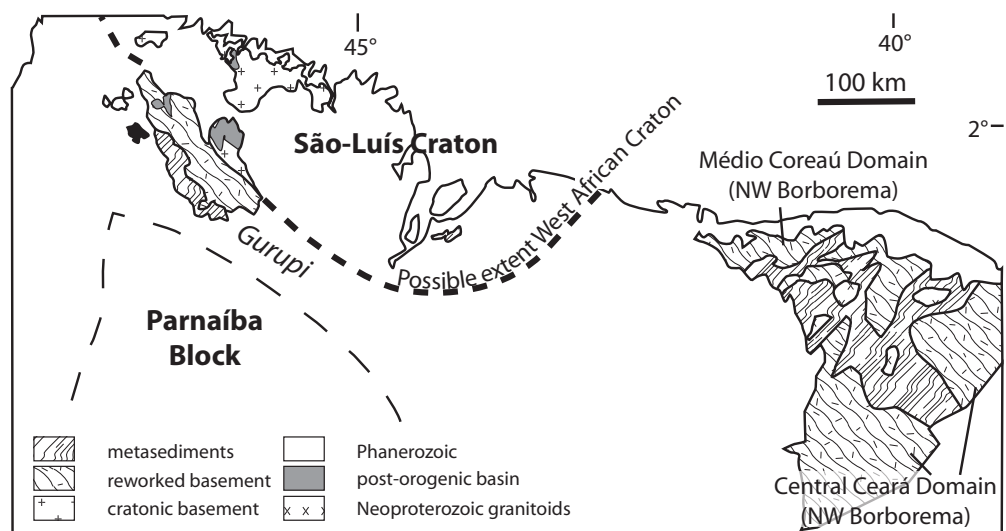 45°
40°
100 km
2°
São-Luís Craton
Médio Coreaú Domain
(NW Borborema)
Possible extent West African Craton
Gurupi
Parnaíba
Block
metasediments
reworked basement
cratonic basement
Phanerozoic
post-orogenic basin
Neoproterozoic granitoids
Central Ceará Domain
(NW Borborema)